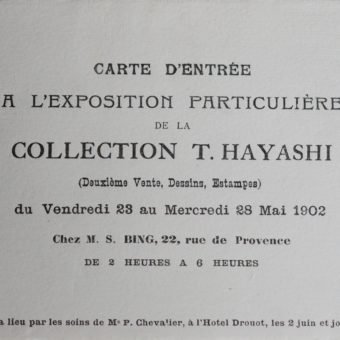 CARTE D'ENTRÉE
A L'EXPOSITION PARTICULIÈRE
DE LA
COLLECTION T. HAYASHI
(Deuxième Vente, Dessins, Estampes)
du Vendredi 23 au Mercredi 28 Mai 1902
Chez M. S. BING, 22, rue de Provence
DE 2 HEURES A 6 HEURES
a lieu par les soins de Me P. Chevalier, à l'Hotel Drouot, les 2 juin et